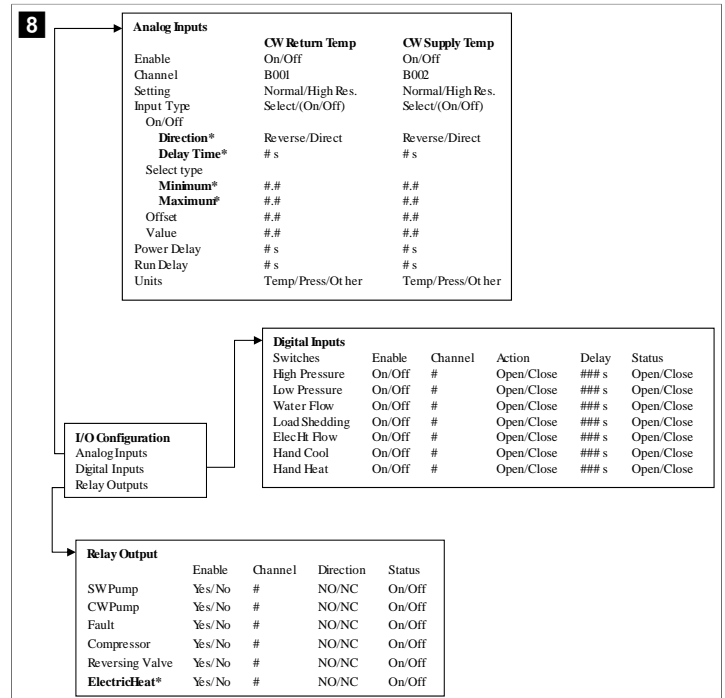 8
Analog Inputs
CW Return Temp CW Supply Temp
Enable On/Off On/Off
Channel B001 B002
Setting Normal/High Res. Normal/High Res.
Input Type Select/(On/Off) Select/(On/Off)
On/Off
Direction* Reverse/Direct Reverse/Direct
Delay Time* # s # s
Select type
Minimum* #.# #.#
Maximum* #.# #.#
Offset #.# #.#
Value #.# #.#
Power Delay # s # s
Run Delay # s # s
Units Temp/Press/Other Temp/Press/Other
Digital Inputs
Switches Enable Channel Action Delay Status
High Pressure On/Off # Open/Close ### s Open/Close
Low Pressure On/Off # Open/Close ### s Open/Close
Water Flow On/Off # Open/Close ### s Open/Close
Load Shedding On/Off # Open/Close ### s Open/Close
ElecHt Flow On/Off # Open/Close ### s Open/Close
Hand Cool On/Off # Open/Close ### s Open/Close
Hand Heat On/Off # Open/Close ### s Open/Close
I/O Configuration
Analog Inputs
Digital Inputs
Relay Outputs
Relay Output
Enable Channel Direction Status
SW Pump Yes/No # NO/NC On/Off
CW Pump Yes/No # NO/NC On/Off
Fault Yes/No # NO/NC On/Off
Compressor Yes/No # NO/NC On/Off
Reversing Valve Yes/No # NO/NC On/Off
ElectricHeat* Yes/No # NO/NC On/Off